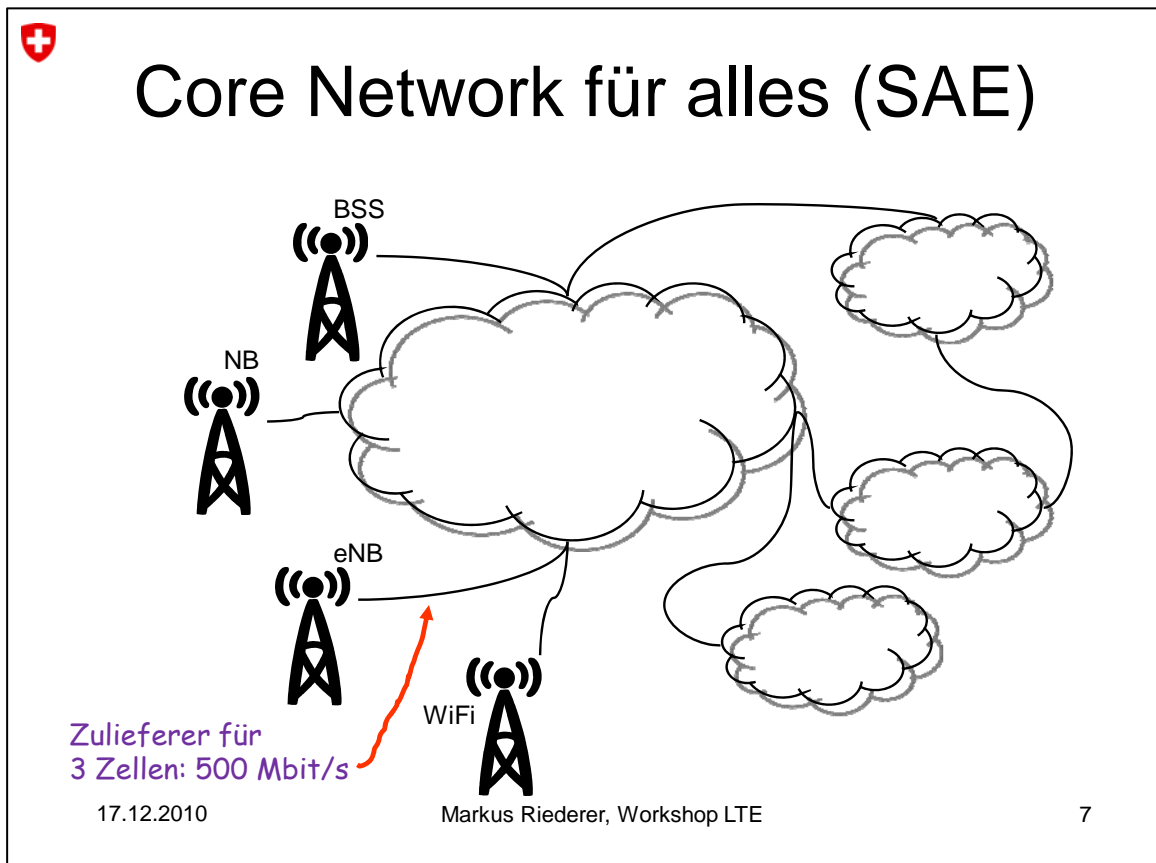 Core Network für alles (SAE)
BSS
NB
eNB
WiFi
Zulieferer für
3 Zellen: 500 Mbit/s
17.12.2010
Markus Riederer, Workshop LTE
7